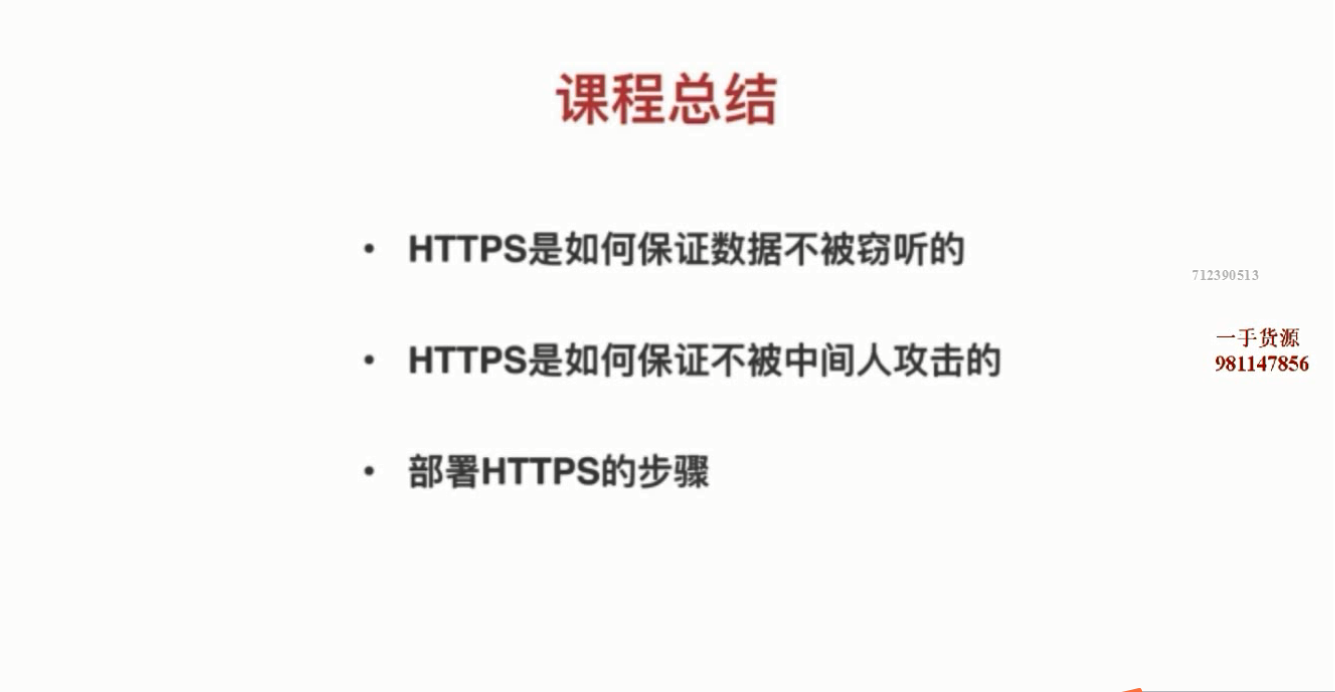 课程总结
HTTPS是如何保证数据不被窃听的
712390513
一手货源
HTTPS是如何保证不被中间人攻击的
981147856
部署HTTPS的步骤